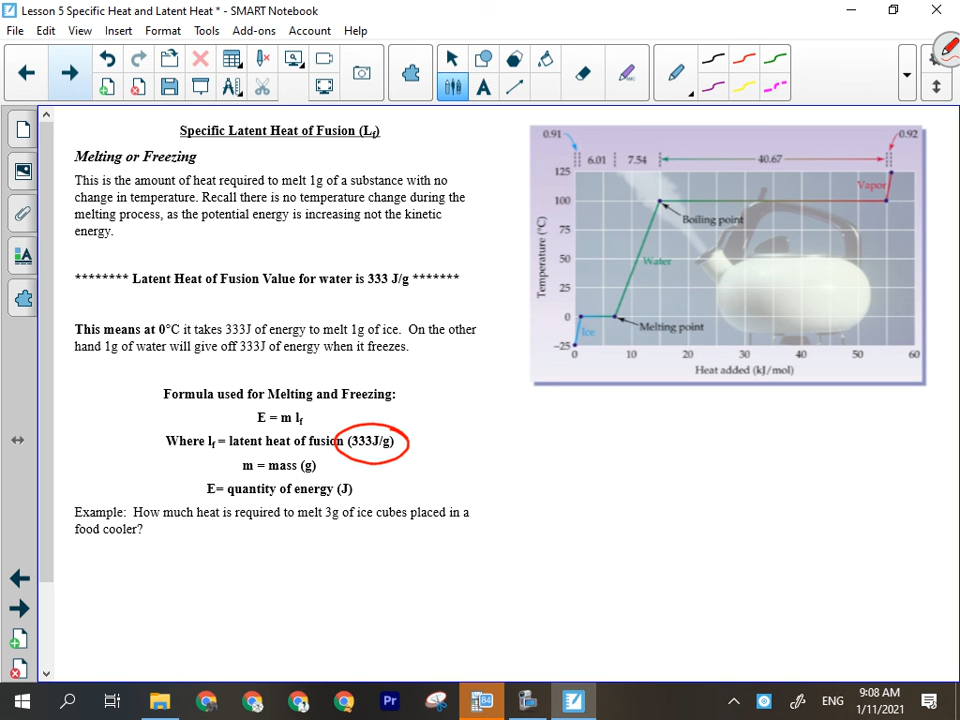 Lesson 5 Specific Heat and Latent Heat * - SMART Notebook
File Edit View Insert Format Tools Add-ons Account Help
Specific Latent Heat of Fusion (Lf)
Melting or Freezing
This is the amount of heat required to melt 1g of a substance with no
change in temperature. Recall there is no temperature change during the
melting process, as the potential energy is increasing not the kinetic
energy.
******** Latent Heat of Fusion Value for water is 333 J/g *******
This means at 0°C it takes 333J of energy to melt 1g of ice. On the other
hand 1g of water will give off 333J of energy when it freezes.
Formula used for Melting and Freezing:
E = m lf
Where lf = latent heat of fusion (333J/g)
m = mass (g)
E= quantity of energy (J)
Example: How much heat is required to melt 3g of ice cubes placed in a
food cooler?
0.91 0.92
6.01 7.54 40.67
125
Vapor
100
Boiling point
75
Water
50
25
0
Ice
Melting point
−25
0 10 20 30 40 50 60
Temperature (°C)
Heat added (kJ/mol)
Pr
84
ENG
9:08 AM
1/11/2021